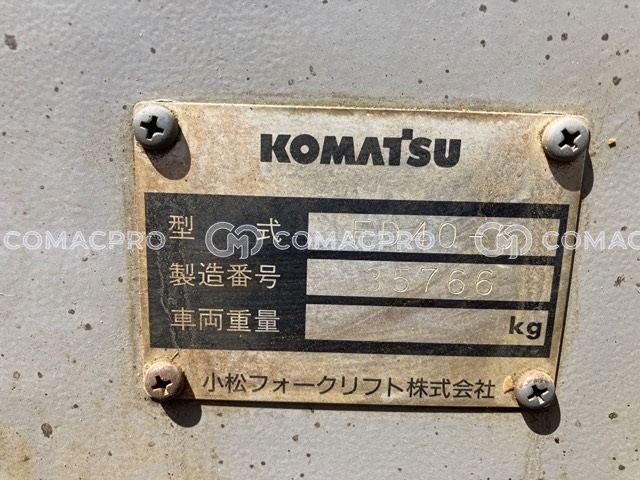 KOMATSU
型式 FD40-
製造番号 35766
車両重量 kg
小松フォークリフト株式会社
COMACPRO COMACPRO COMACPRO